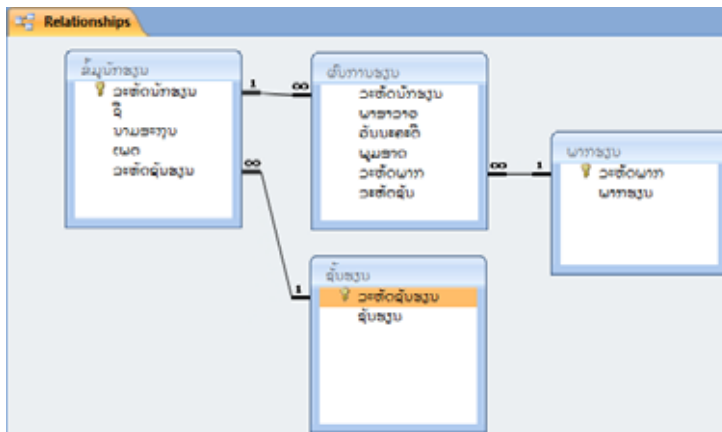 Relationships
ຂໍ້ມູນັກຮຽນ
ລະຫັດນັກຮຽນ
ຊື່
ນາມສະກຸນ
ເພດ
ລະຫັດຊັ້ນຮຽນ
1
∞
∞
1
ຜົນການຮຽນ
ລະຫັດນັກຮຽນ
ພາສາລາວ
ວັນນະຄະດີ
ພູມສາດ
ລະຫັດພາກ
ລະຫັດຊັ້ນ
∞
1
ພາກຮຽນ
ລະຫັດພາກ
ພາກຮຽນ
ຊັ້ນຮຽນ
ລະຫັດຊັ້ນຮຽນ
ຊັ້ນຮຽນ